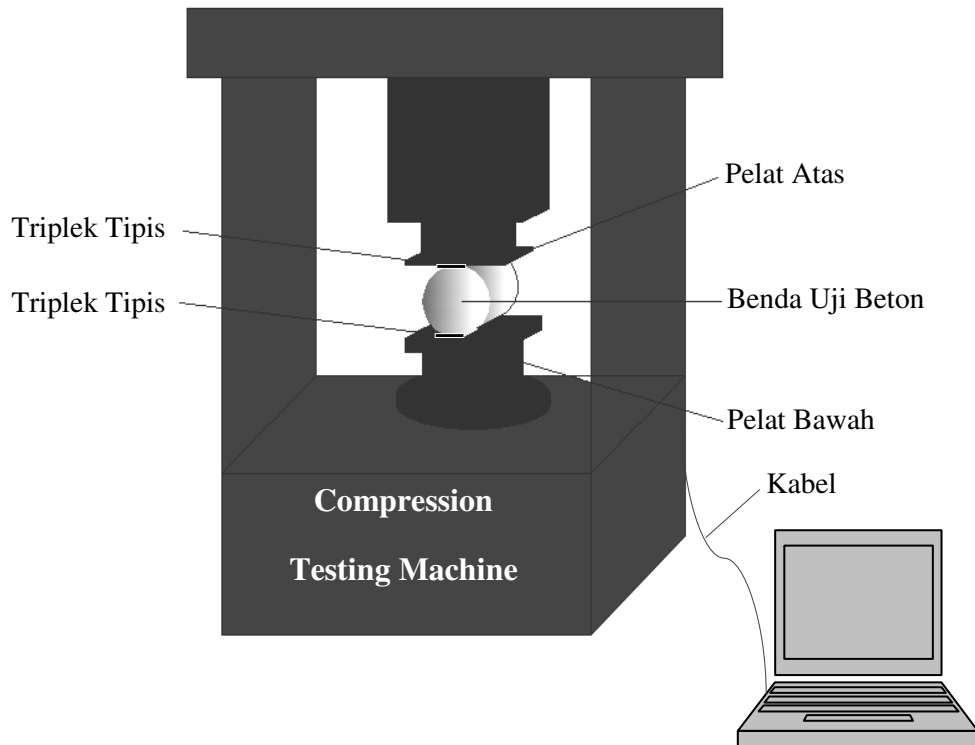 Pelat Atas
Triplek Tipis
Triplek Tipis
Benda Uji Beton
Pelat Bawah
Kabel
Compression
Testing Machine